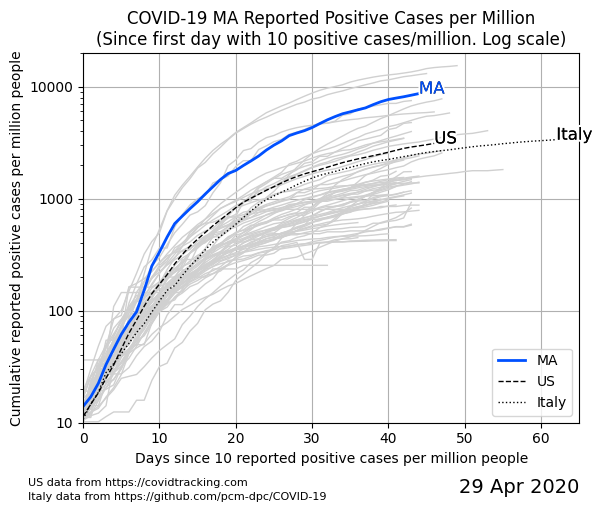 COVID-19 MA Reported Positive Cases per Million
(Since first day with 10 positive cases/million. Log scale)
Cumulative reported positive cases per million people
10000
1000
100
10
MA
US
Italy
MA
US
Italy
0
10
20
30
40
50
60
Days since 10 reported positive cases per million people
US data from https://covidtracking.com
Italy data from https://github.com/pcm-dpc/COVID-19
29 Apr 2020